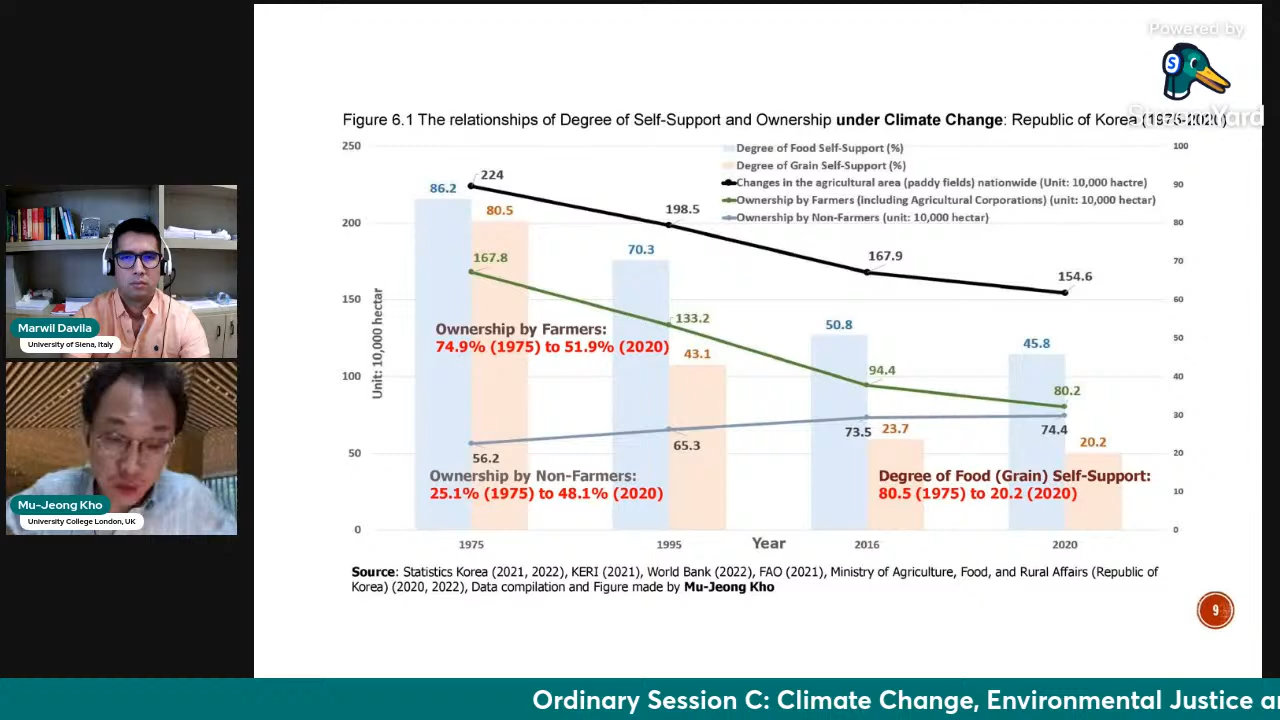 Powered by
S
StreamYard
Figure 6.1 The relationships of Degree of Self-Support and Ownership under Climate Change: Republic of Korea (1975-2020)
250
200
150
100
50
0
Unit: 10,000 hectar
100
90
80
70
60
50
40
30
20
10
0
Degree of Food Self-Support (%)
Degree of Grain Self-Support (%)
Changes in the agricultural area (paddy fields) nationwide (Unit: 10,000 hactre)
Ownership by Farmers (including Agricultural Corporations) (unit: 10,000 hectar)
Ownership by Non-Farmers (unit: 10,000 hectar)
86.2
224
80.5
198.5
70.3
167.8
167.9
154.6
133.2
50.8
45.8
43.1
94.4
80.2
73.5
23.7
74.4
20.2
56.2
65.3
Ownership by Farmers:
74.9% (1975) to 51.9% (2020)
Ownership by Non-Farmers:
25.1% (1975) to 48.1% (2020)
Degree of Food (Grain) Self-Support:
80.5 (1975) to 20.2 (2020)
1975
1995
Year
2016
2020
Source: Statistics Korea (2021, 2022), KERI (2021), World Bank (2022), FAO (2021), Ministry of Agriculture, Food, and Rural Affairs (Republic of
Korea) (2020, 2022), Data compilation and Figure made by Mu-Jeong Kho
9
Marwil Davila
University of Siena, Italy
Mu-Jeong Kho
University College London, UK
Ordinary Session C: Climate Change, Environmental Justice a